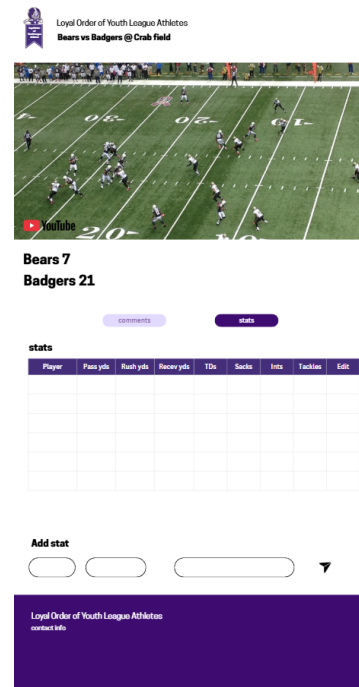 Loyal Order of Youth League Athletes
Bears vs Badgers @ Crab field
YouTube
Bears 7
Badgers 21
comments
stats
stats
Player Pass yds Rush yds Recev yds TDs Sacks Ints Tackles Edit
Add stat
Loyal Order of Youth League Athletes
contact info